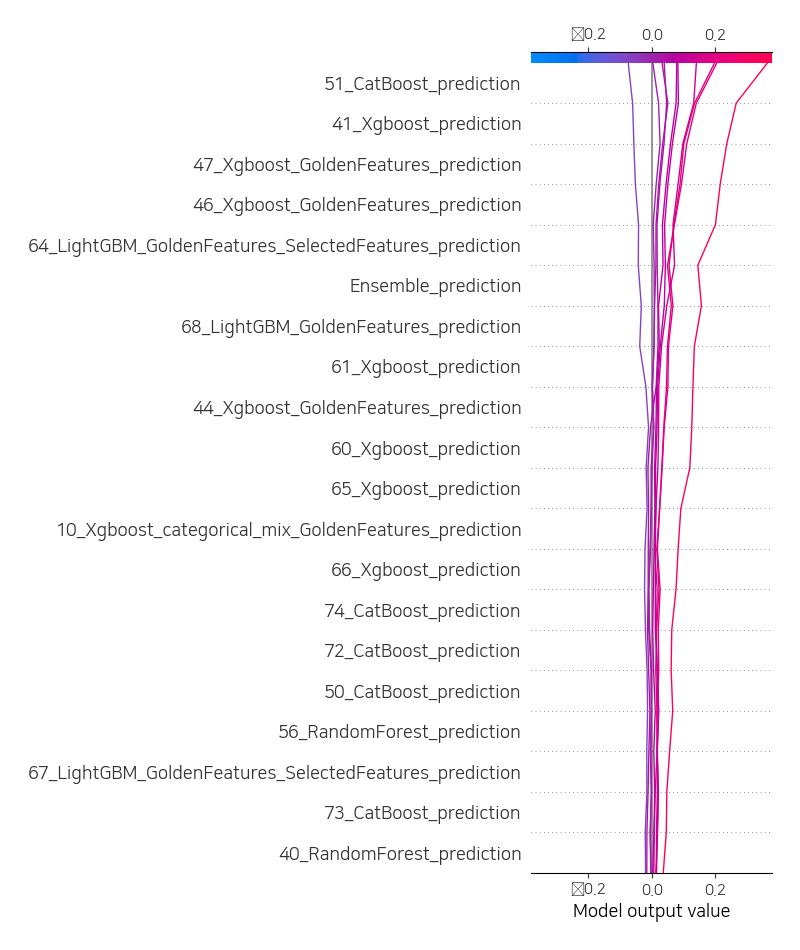 0.2 0.0 0.2
51_CatBoost_prediction
41_Xgboost_prediction
47_Xgboost_GoldenFeatures_prediction
46_Xgboost_GoldenFeatures_prediction
64_LightGBM_GoldenFeatures_SelectedFeatures_prediction
Ensemble_prediction
68_LightGBM_GoldenFeatures_prediction
61_Xgboost_prediction
44_Xgboost_GoldenFeatures_prediction
60_Xgboost_prediction
65_Xgboost_prediction
10_Xgboost_categorical_mix_GoldenFeatures_prediction
66_Xgboost_prediction
74_CatBoost_prediction
72_CatBoost_prediction
50_CatBoost_prediction
56_RandomForest_prediction
67_LightGBM_GoldenFeatures_SelectedFeatures_prediction
73_CatBoost_prediction
40_RandomForest_prediction
0.2 0.0 0.2
Model output value